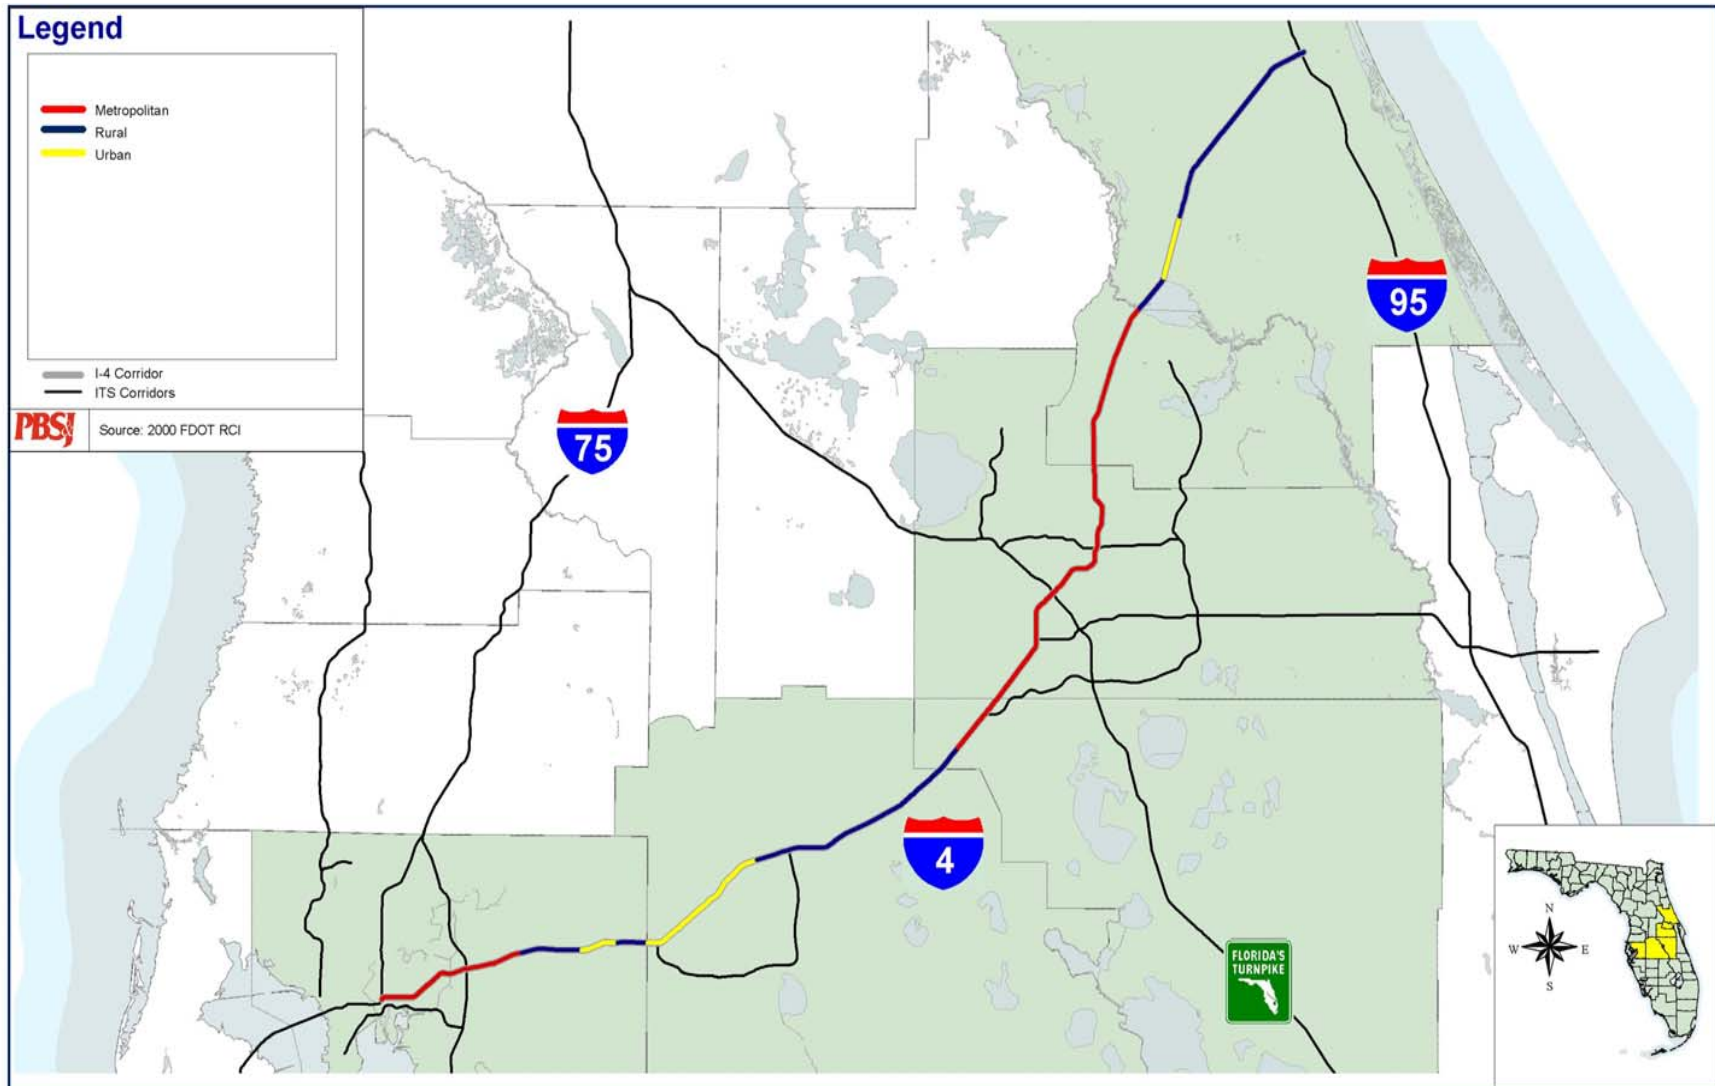 Legend
Metropolitan
Rural
Urban
I-4 Corridor
ITS Corridors
PBSJ
Source: 2000 FDOT RCI
95
75
4
FLORIDA'S
TURNPIKE
N
W
E
S